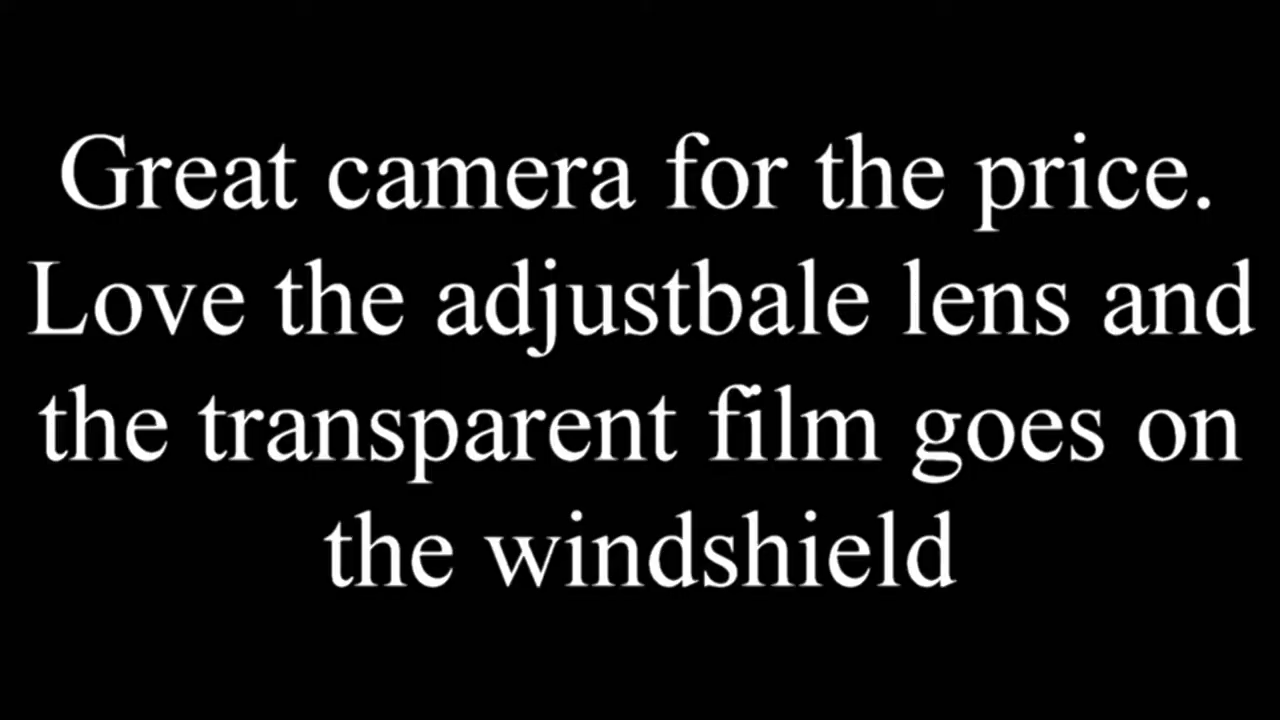 Great camera for the price.
Love the adjustbale lens and
the transparent film goes on
the windshield